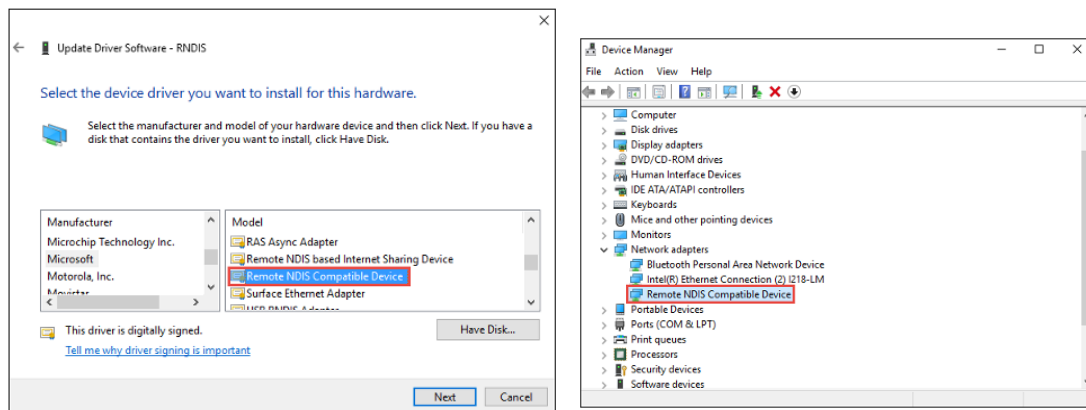 Update Driver Software - RNDIS
Select the device driver you want to install for this hardware.
Select the manufacturer and model of your hardware device and then click Next. If you have a
disk that contains the driver you want to install, click Have Disk.
Manufacturer
Microchip Technology Inc.
Microsoft
Motorola, Inc.
Movistar
Model
RAS Async Adapter
Remote NDIS based Internet Sharing Device
Remote NDIS Compatible Device
Surface Ethernet Adapter
USB RNDIS Adapter
This driver is digitally signed.
Tell me why driver signing is important
Have Disk...
Next
Cancel
Device Manager
File Action View Help
Computer
Disk drives
Display adapters
DVD/CD-ROM drives
Human Interface Devices
IDE ATA/ATAPI controllers
Keyboards
Mice and other pointing devices
Monitors
Network adapters
Bluetooth Personal Area Network Device
Intel(R) Ethernet Connection (2) I218-LM
Remote NDIS Compatible Device
Portable Devices
Ports (COM & LPT)
Print queues
Processors
Security devices
Software devices